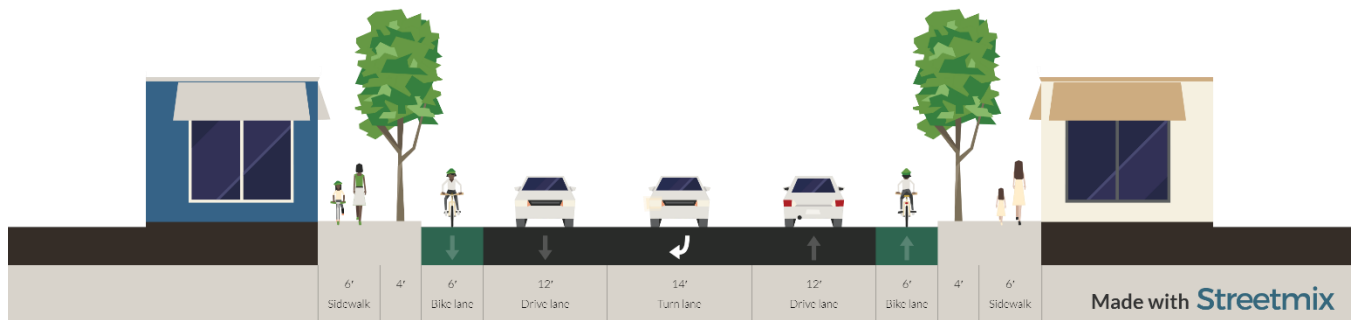 6' 4' 6' 12' 14' 12' 6' 4' 6'
Sidewalk Bike lane Drive lane Turn lane Drive lane Bike lane Sidewalk
Made with Streetmix